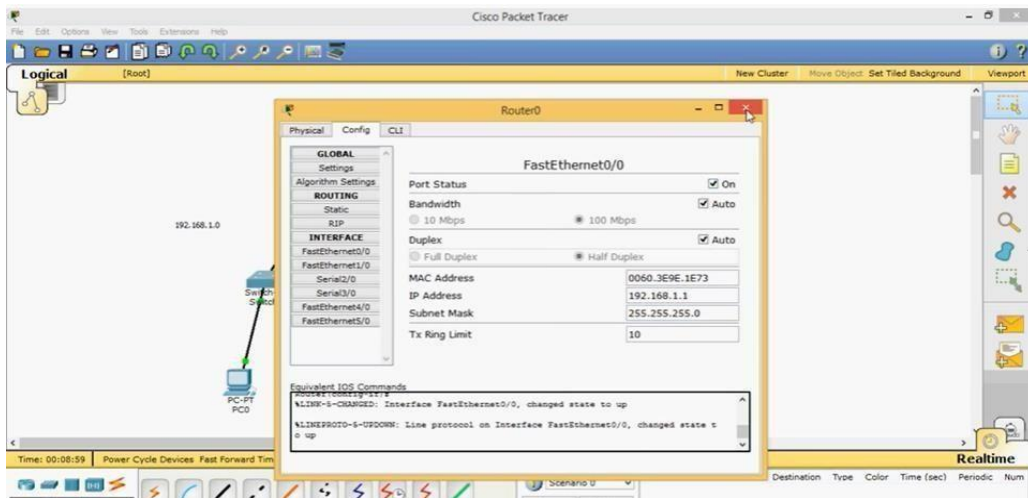 Cisco Packet Tracer
File Edit Options View Tools Extensions Help
Logical [Root] New Cluster Move Object Set Tiled Background Viewport
Router0
Physical Config CLI
GLOBAL
Settings
Algorithm Settings
ROUTING
Static
RIP
INTERFACE
FastEthernet0/0
FastEthernet1/0
Serial2/0
Serial3/0
FastEthernet4/0
FastEthernet5/0
FastEthernet0/0
Port Status On
Bandwidth Auto
10 Mbps 100 Mbps
Duplex Auto
Full Duplex Half Duplex
MAC Address 0060.3E9E.1E73
IP Address 192.168.1.1
Subnet Mask 255.255.255.0
Tx Ring Limit 10
Equivalent IOS Commands
Router(config-if)#
%LINK-5-CHANGED: Interface FastEthernet0/0, changed state to up
%LINEPROTO-5-UPDOWN: Line protocol on Interface FastEthernet0/0, changed state t
o up
192.168.1.0
Switch
Switch
PC-PT
PC0
Time: 00:08:59 Power Cycle Devices Fast Forward Tim
Realtime
Scenario 0
Destination Type Color Time (sec) Periodic Num